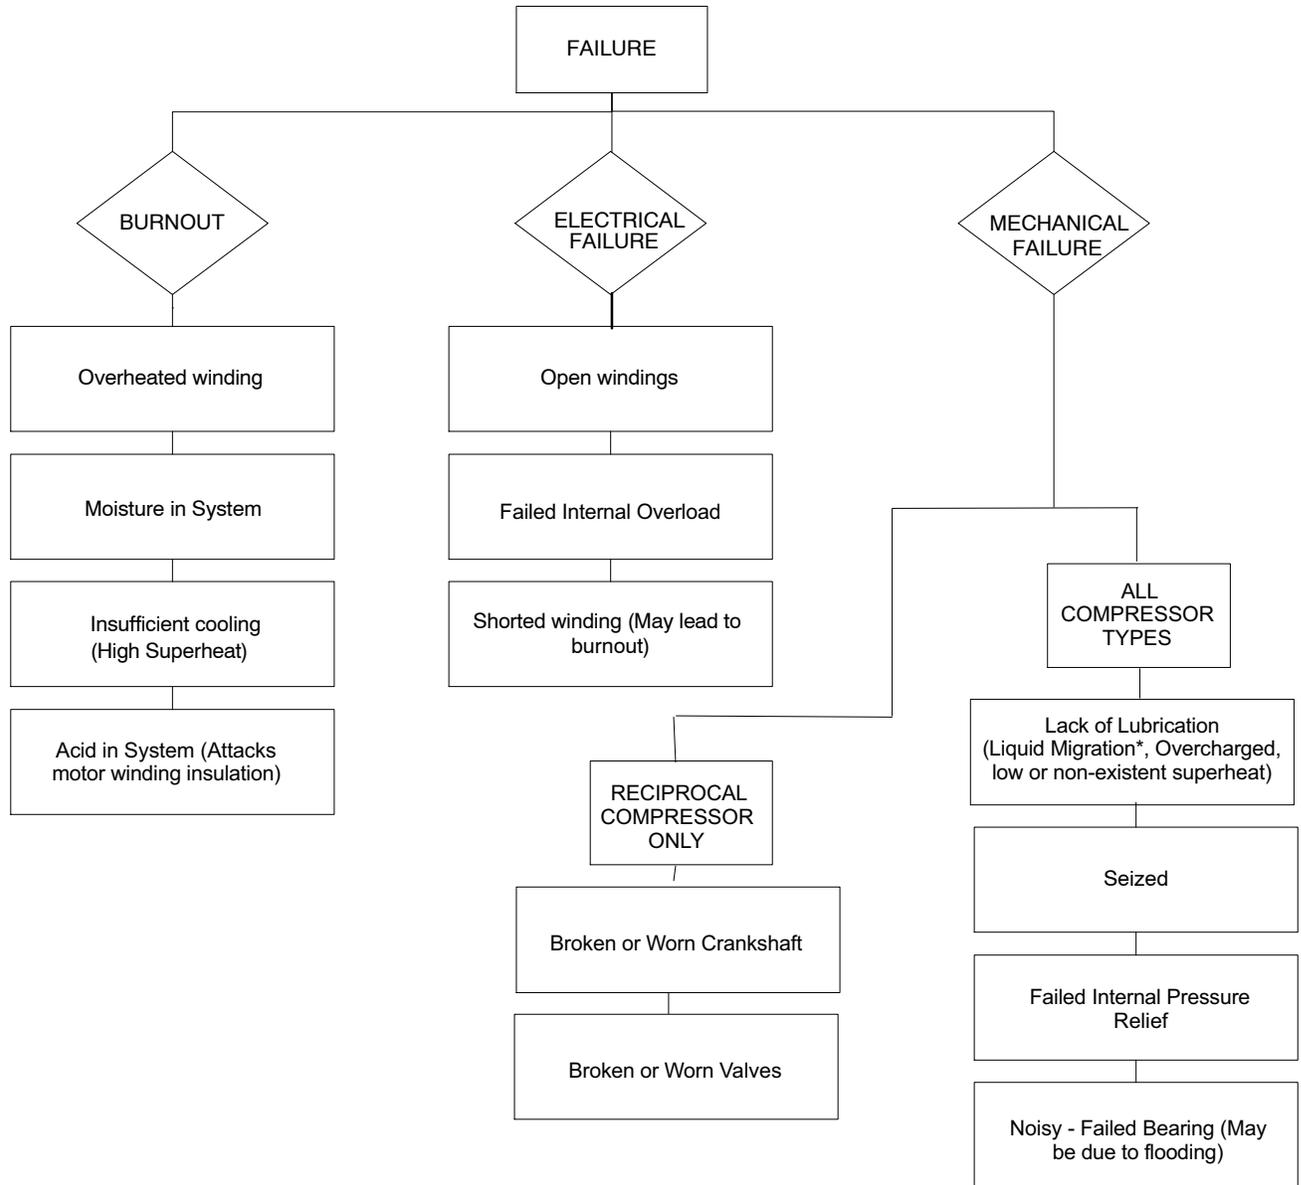 FAILURE
BURNOUT
ELECTRICAL
FAILURE
MECHANICAL
FAILURE
Overheated winding
Moisture in System
Insufficient cooling
(High Superheat)
Acid in System (Attacks
motor winding insulation)
Open windings
Failed Internal Overload
Shorted winding (May lead to
burnout)
RECIPROCAL
COMPRESSOR
ONLY
Broken or Worn Crankshaft
Broken or Worn Valves
ALL
COMPRESSOR
TYPES
Lack of Lubrication
(Liquid Migration*, Overcharged,
low or non-existent superheat)
Seized
Failed Internal Pressure
Relief
Noisy - Failed Bearing (May
be due to flooding)